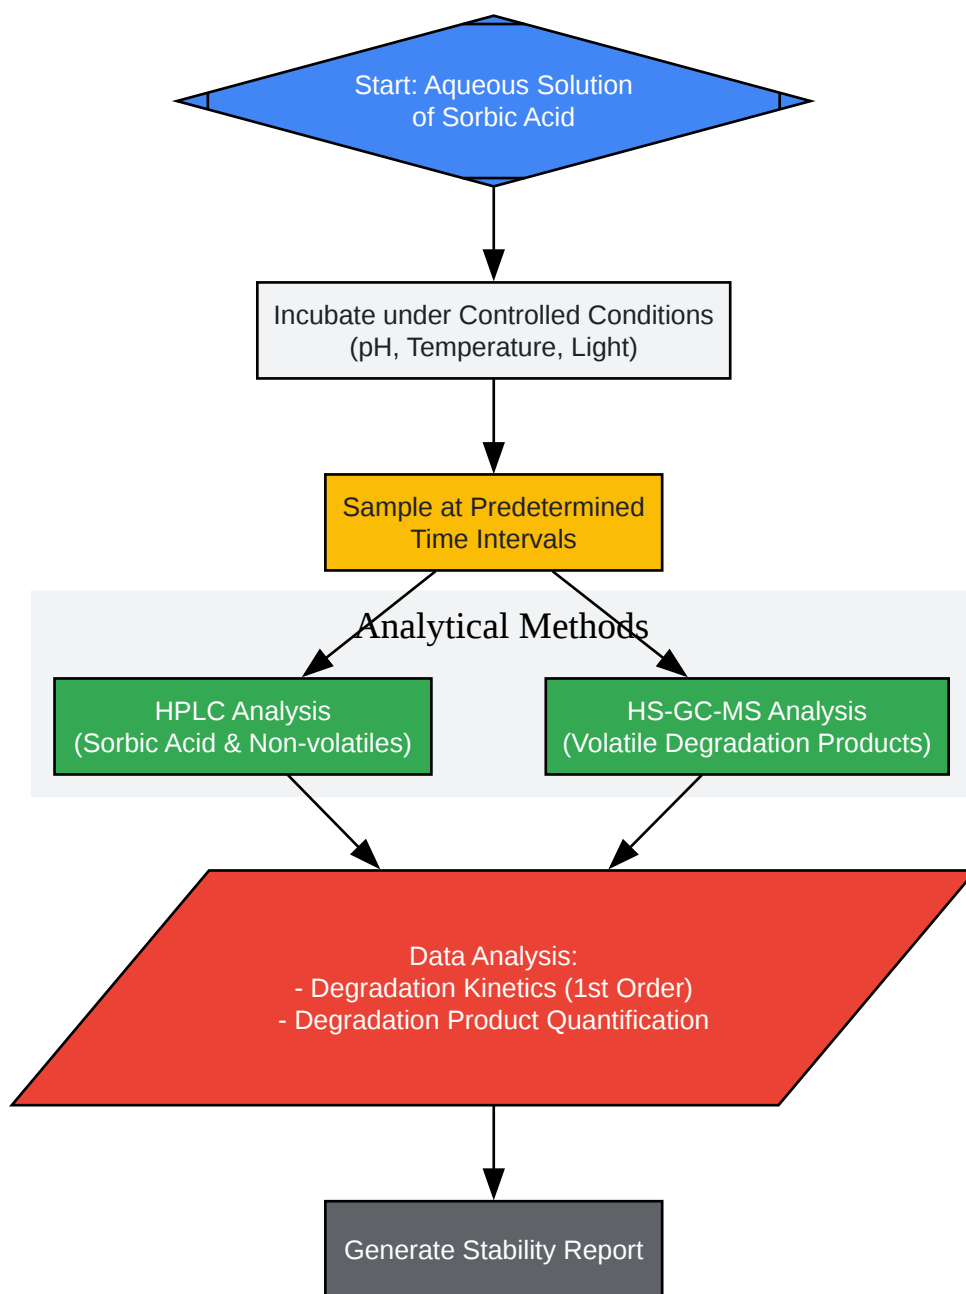 Start: Aqueous Solution
of Sorbic Acid
Incubate under Controlled Conditions
(pH, Temperature, Light)
Sample at Predetermined
Time Intervals
Analytical Methods
HPLC Analysis
(Sorbic Acid & Non-volatiles)
HS-GC-MS Analysis
(Volatile Degradation Products)
Data Analysis:
- Degradation Kinetics (1st Order)
- Degradation Product Quantification
Generate Stability Report